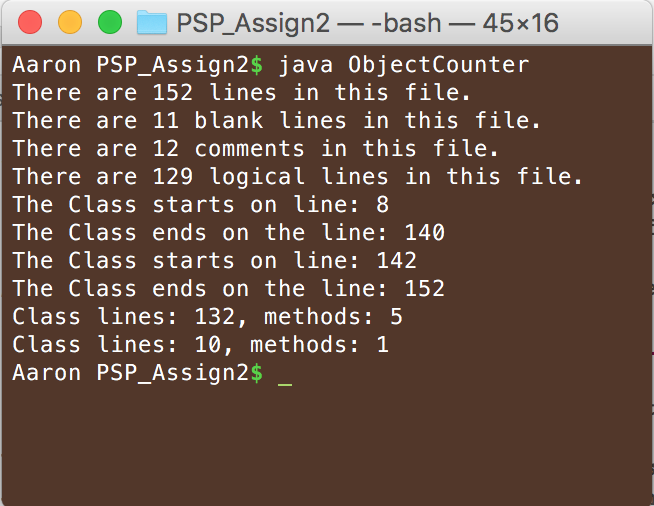 PSP_Assign2 — -bash — 45×16
Aaron PSP_Assign2$ java ObjectCounter
There are 152 lines in this file.
There are 11 blank lines in this file.
There are 12 comments in this file.
There are 129 logical lines in this file.
The Class starts on line: 8
The Class ends on the line: 140
The Class starts on line: 142
The Class ends on the line: 152
Class lines: 132, methods: 5
Class lines: 10, methods: 1
Aaron PSP_Assign2$ _